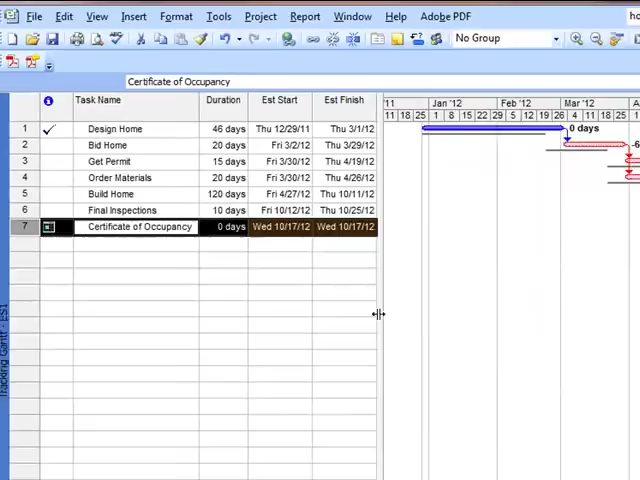 File Edit View Insert Format Tools Project Report Window Help Adobe PDF ho
No Group
Certificate of Occupancy
Task Name Duration Est Start Est Finish
'11 Jan '12 Feb '12 Mar '12 A
11 18 25 1 8 15 22 29 5 12 19 26 4 11 18 25 1
1 Design Home 46 days Thu 12/29/11 Thu 3/1/12 0 days
2 Bid Home 20 days Fri 3/2/12 Thu 3/29/12 -6
3 Get Permit 15 days Fri 3/30/12 Thu 4/19/12
4 Order Materials 20 days Fri 3/30/12 Thu 4/26/12
5 Build Home 120 days Fri 4/27/12 Thu 10/11/12
6 Final Inspections 10 days Fri 10/12/12 Thu 10/25/12
7 Certificate of Occupancy 0 days Wed 10/17/12 Wed 10/17/12
Tracking Gantt - ES1